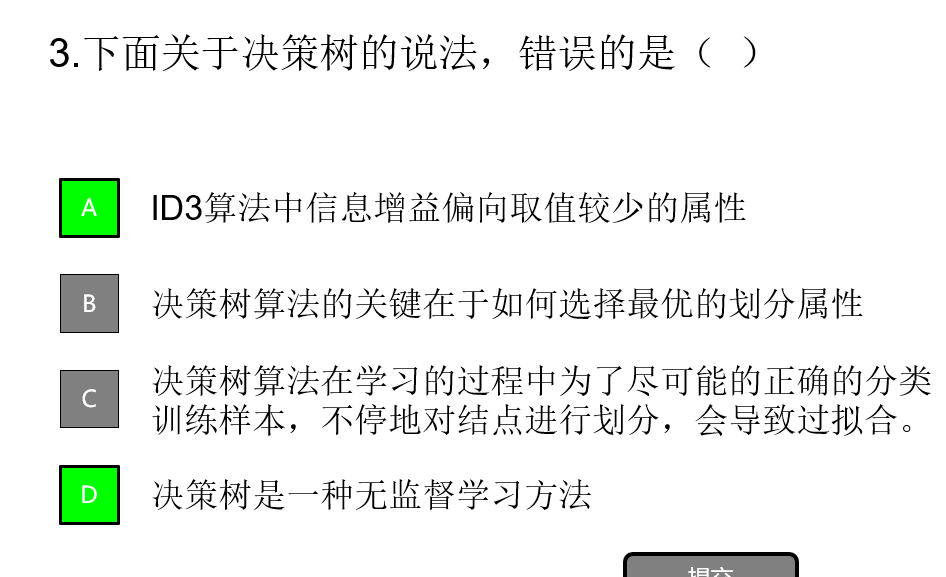 3.下面关于决策树的说法，错误的是（ ）
A ID3算法中信息增益偏向取值较少的属性
B 决策树算法的关键在于如何选择最优的划分属性
C 决策树算法在学习的过程中为了尽可能的正确的分类
训练样本，不停地对结点进行划分，会导致过拟合。
D 决策树是一种无监督学习方法
提交